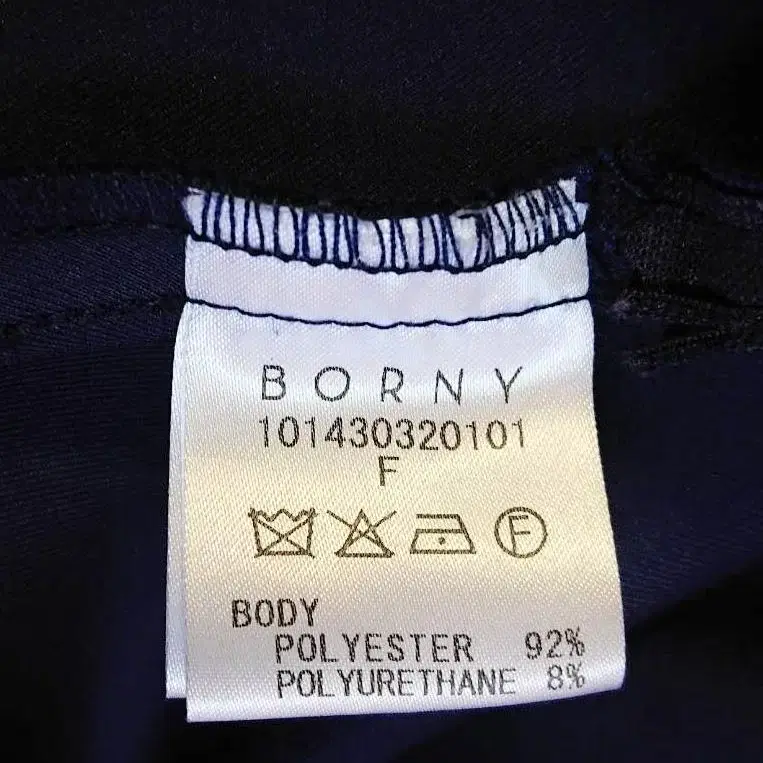 BORNY
101430320101
F
F
BODY
POLYESTER 92%
POLYURETHANE 8%